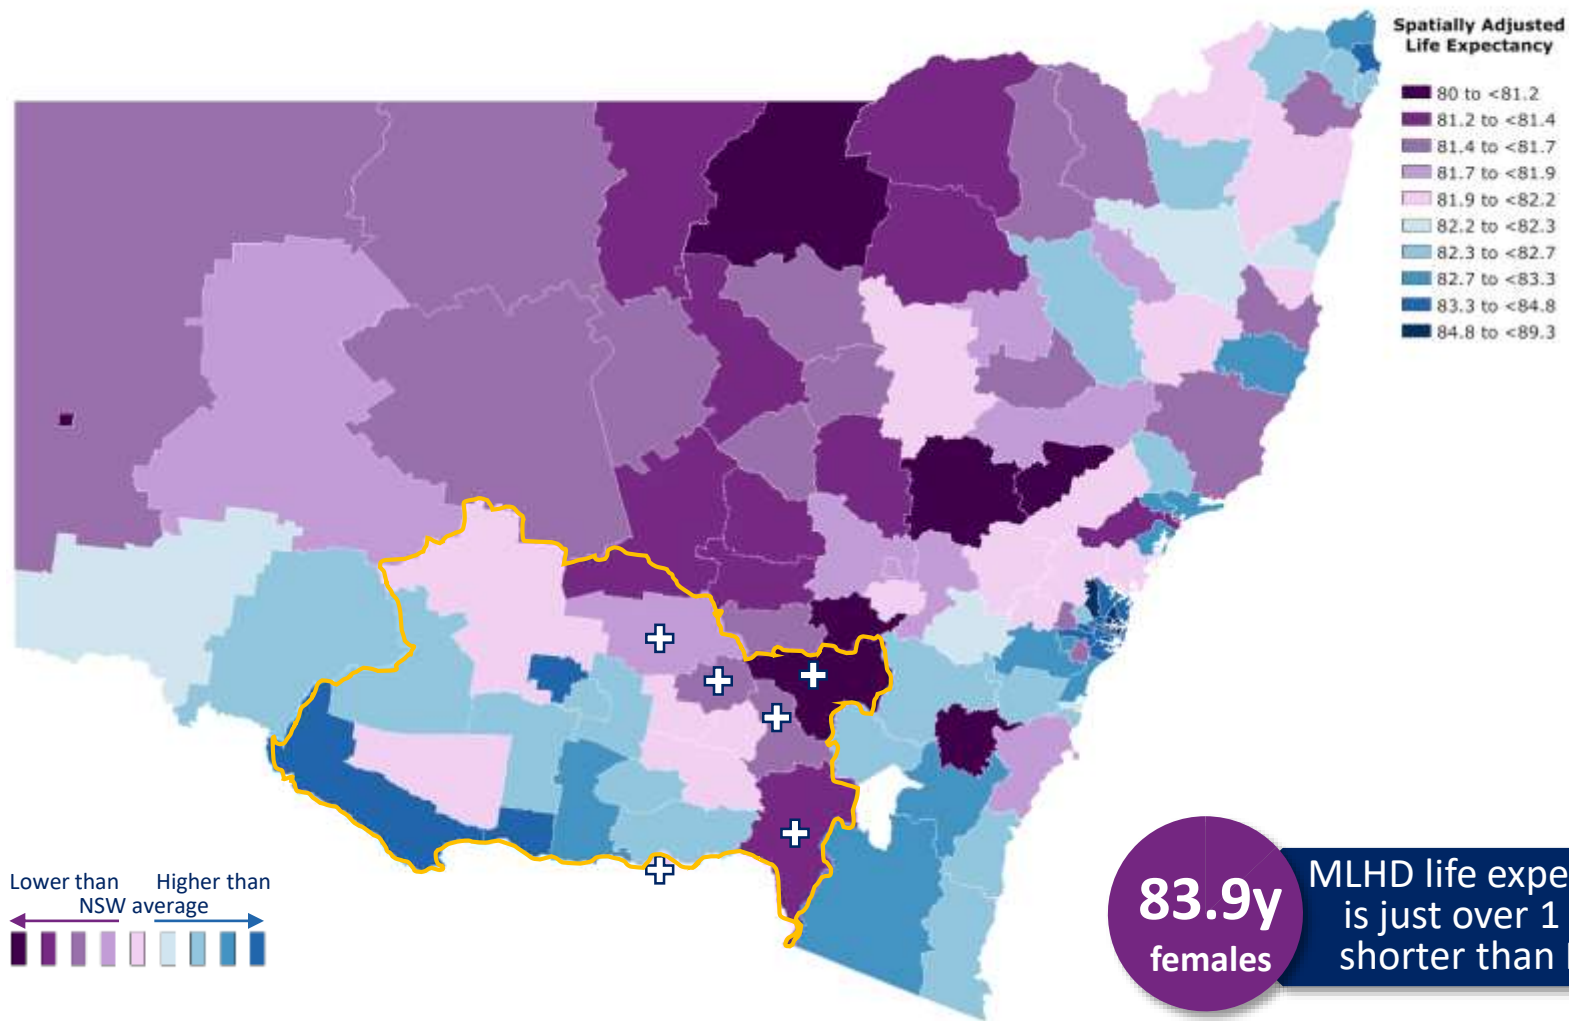 Spatially Adjusted
Life Expectancy
80 to <81.2
81.2 to <81.4
81.4 to <81.7
81.7 to <81.9
81.9 to <82.2
82.2 to <82.3
82.3 to <82.7
82.7 to <83.3
83.3 to <84.8
84.8 to <89.3
Lower than Higher than
NSW average
83.9y
females
MLHD life expe
is just over 1
shorter than